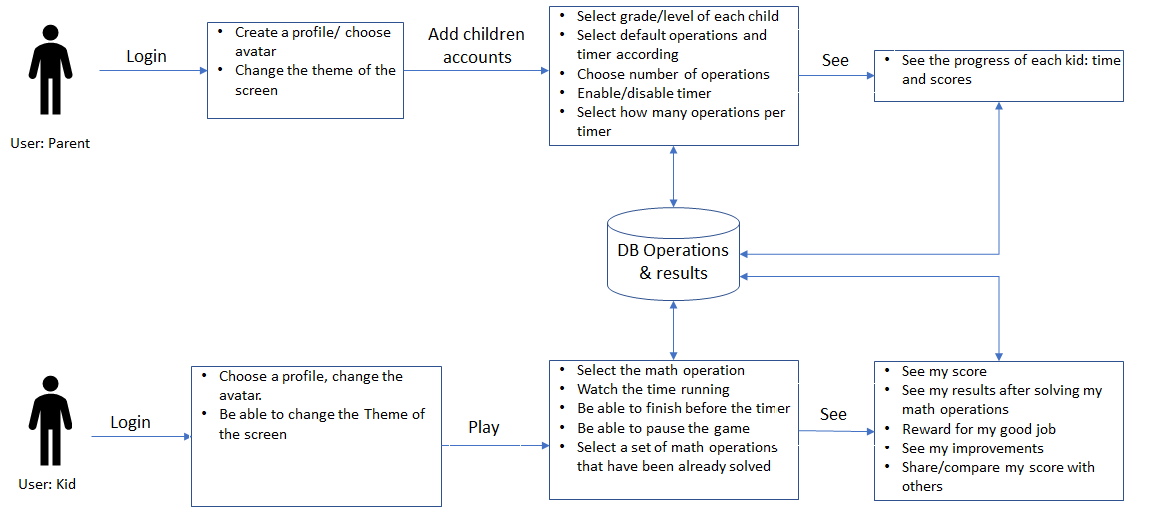 User: Parent
Login
• Create a profile/ choose
avatar
• Change the theme of the
screen
Add children
accounts
• Select grade/level of each child
• Select default operations and
timer according
• Choose number of operations
• Enable/disable timer
• Select how many operations per
timer
See
• See the progress of each kid: time
and scores
DB Operations
& results
User: Kid
Login
• Choose a profile, change the
avatar.
• Be able to change the Theme of
the screen
Play
• Select the math operation
• Watch the time running
• Be able to finish before the timer
• Be able to pause the game
• Select a set of math operations
that have been already solved
See
• See my score
• See my results after solving my
math operations
• Reward for my good job
• See my improvements
• Share/compare my score with
others